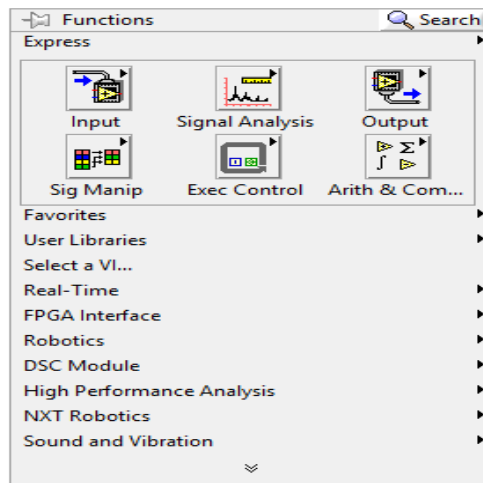 Functions Search
Express
Input Signal Analysis Output
Sig Manip Exec Control Arith & Com...
Favorites
User Libraries
Select a VI...
Real-Time
FPGA Interface
Robotics
DSC Module
High Performance Analysis
NXT Robotics
Sound and Vibration